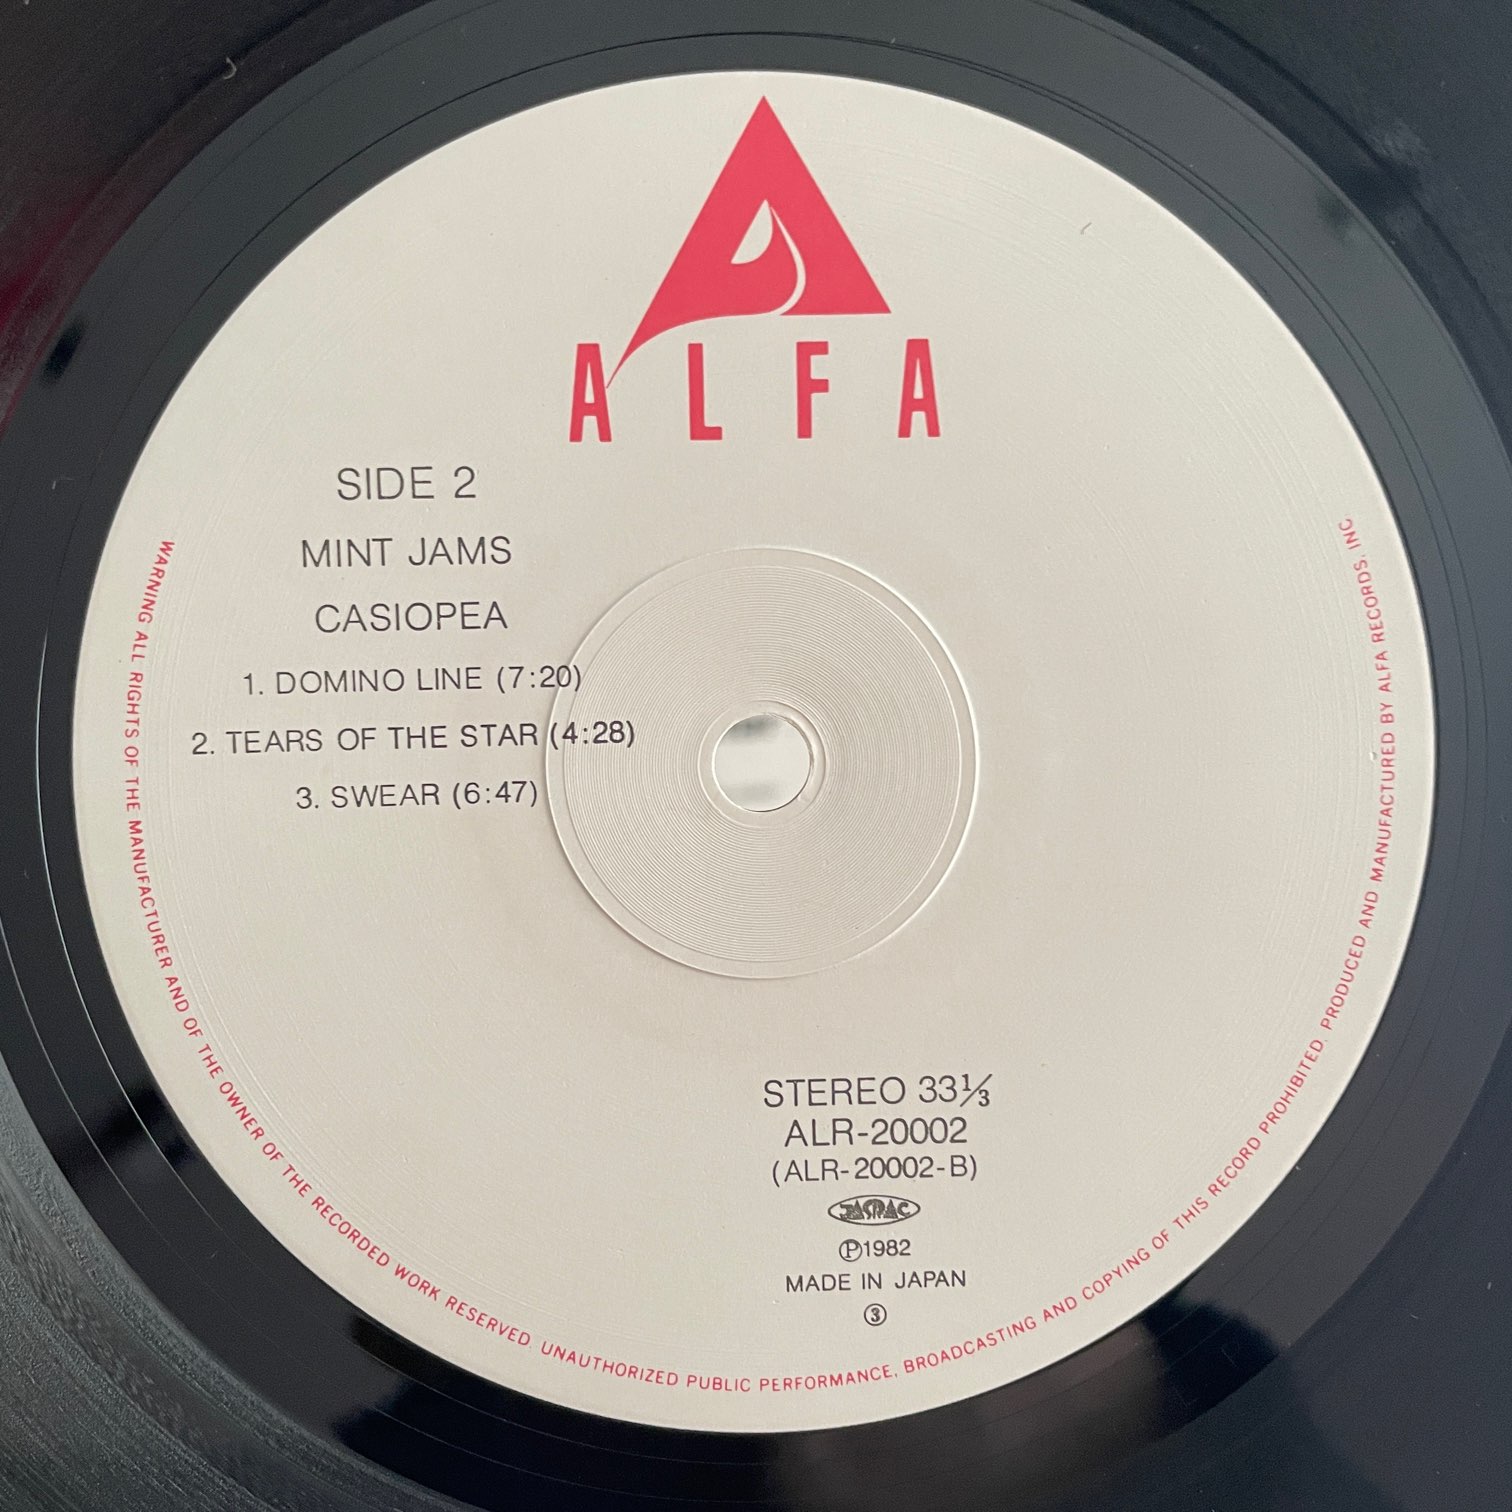 ALFA
SIDE 2
MINT JAMS
CASIOPEA
1. DOMINO LINE (7:20)
2. TEARS OF THE STAR (4:28)
3. SWEAR (6:47)
STEREO 33⅓
ALR-20002
(ALR-20002-B)
JASRAC
Ⓟ1982
MADE IN JAPAN
③
WARNING ALL RIGHTS OF THE MANUFACTURER AND OF THE OWNER OF THE RECORDED WORK RESERVED. UNAUTHORIZED PUBLIC PERFORMANCE, BROADCASTING AND COPYING OF THIS RECORD PROHIBITED. PRODUCED AND MANUFACTURED BY ALFA RECORDS, INC.